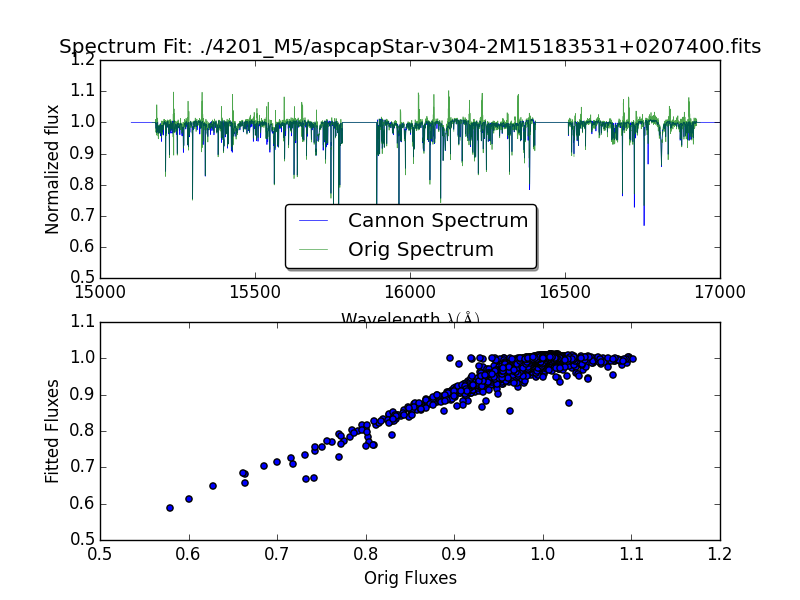 Spectrum Fit: ./4201_M5/aspcapStar-v304-2M15183531+0207400.fits
1.2
1.1
1.0
0.9
0.8
0.7
0.6
0.5
Normalized flux
Cannon Spectrum
Orig Spectrum
15000 15500 16000 16500 17000
Wavelength λ(Å)
1.1
1.0
0.9
0.8
0.7
0.6
0.5
Fitted Fluxes
0.5 0.6 0.7 0.8 0.9 1.0 1.1 1.2
Orig Fluxes